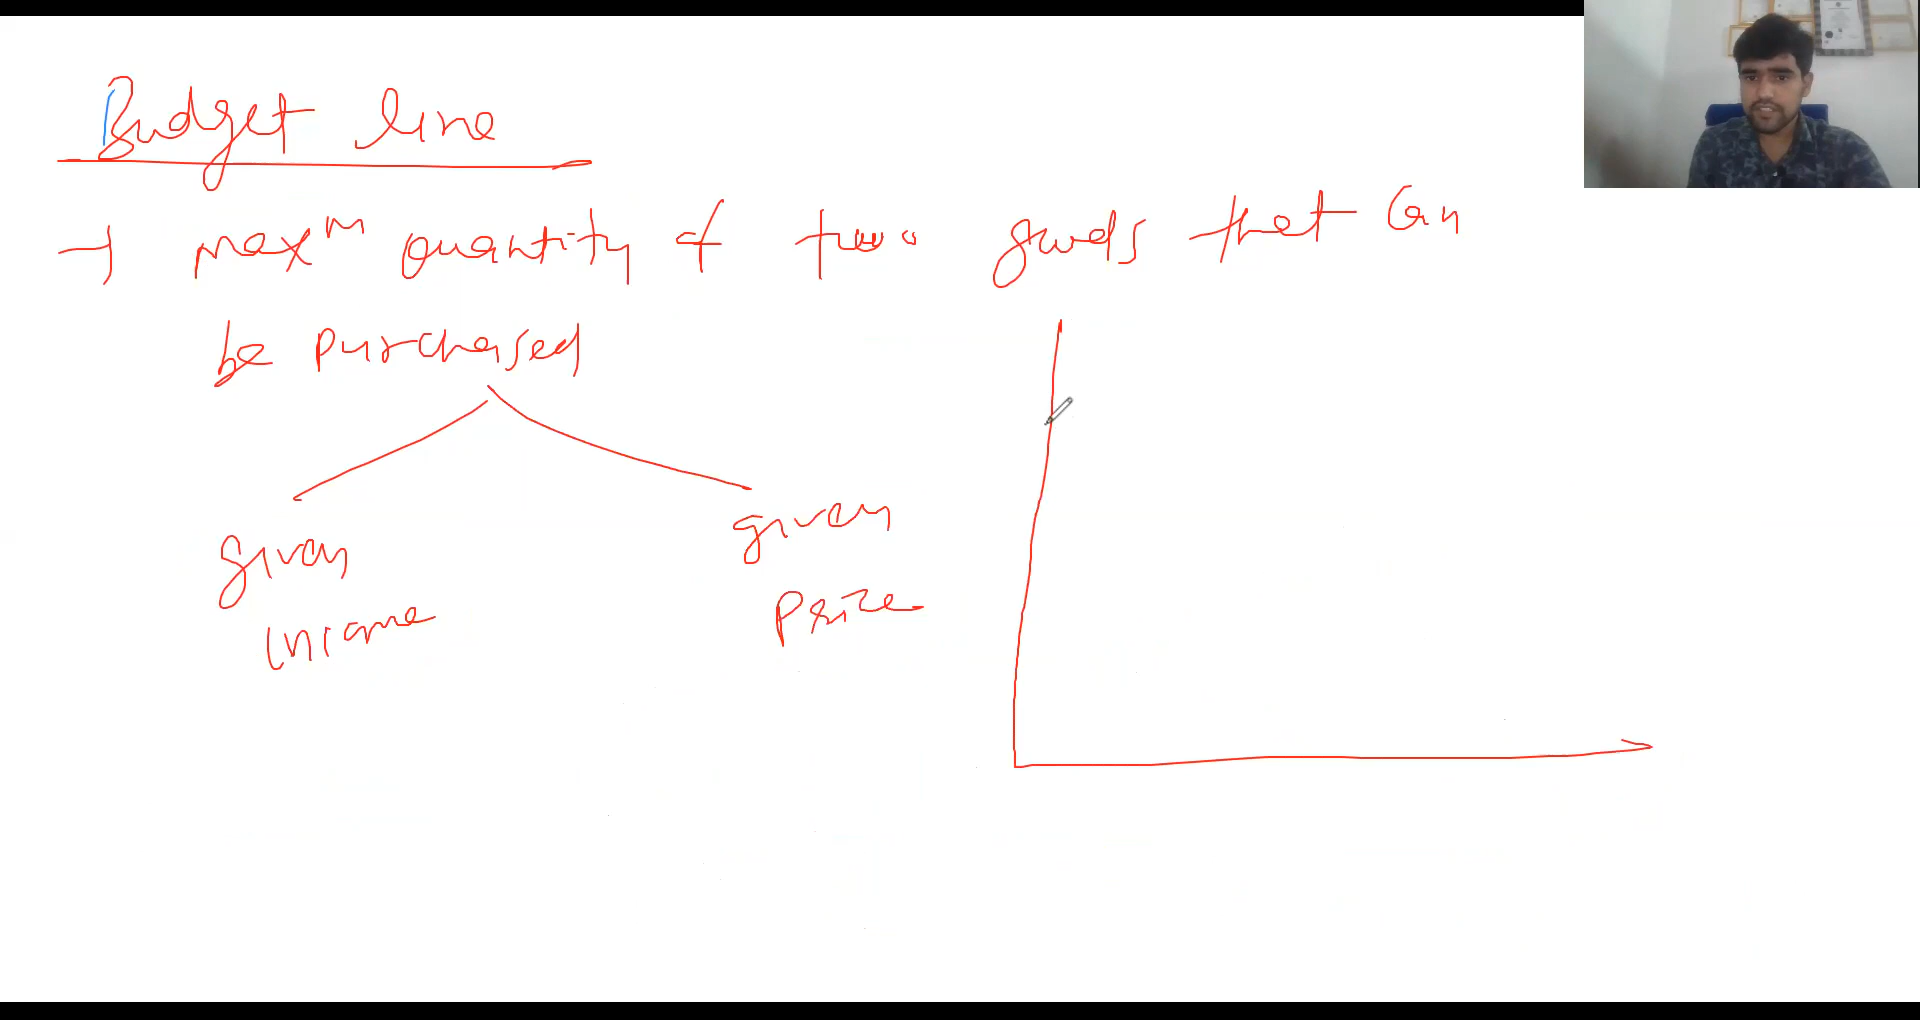 Budget line
→ maxm quantity of two goods that can
be purchased
given
income
given
Price